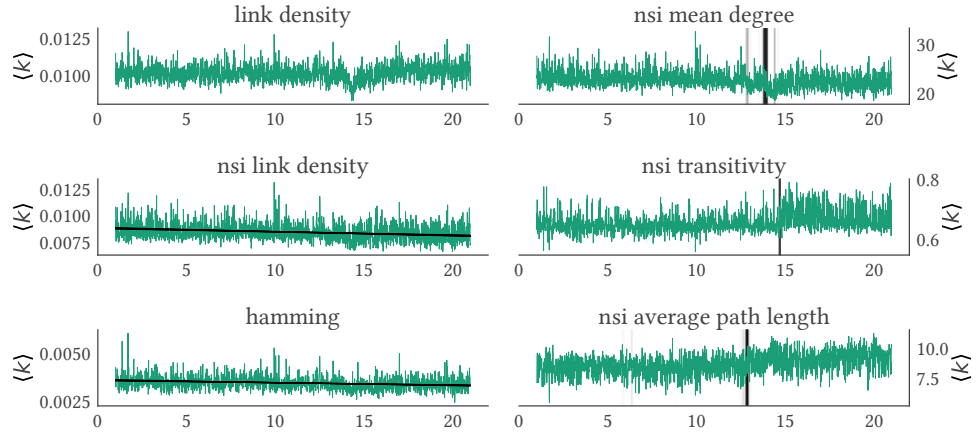 link density
nsi mean degree
⟨k⟩
0.0125
0.0100
30
20
⟨k⟩
0 5 10 15 20
0 5 10 15 20
nsi link density
nsi transitivity
⟨k⟩
0.0125
0.0100
0.0075
0.8
0.6
⟨k⟩
0 5 10 15 20
0 5 10 15 20
hamming
nsi average path length
⟨k⟩
0.0050
0.0025
10.0
7.5
⟨k⟩
0 5 10 15 20
0 5 10 15 20